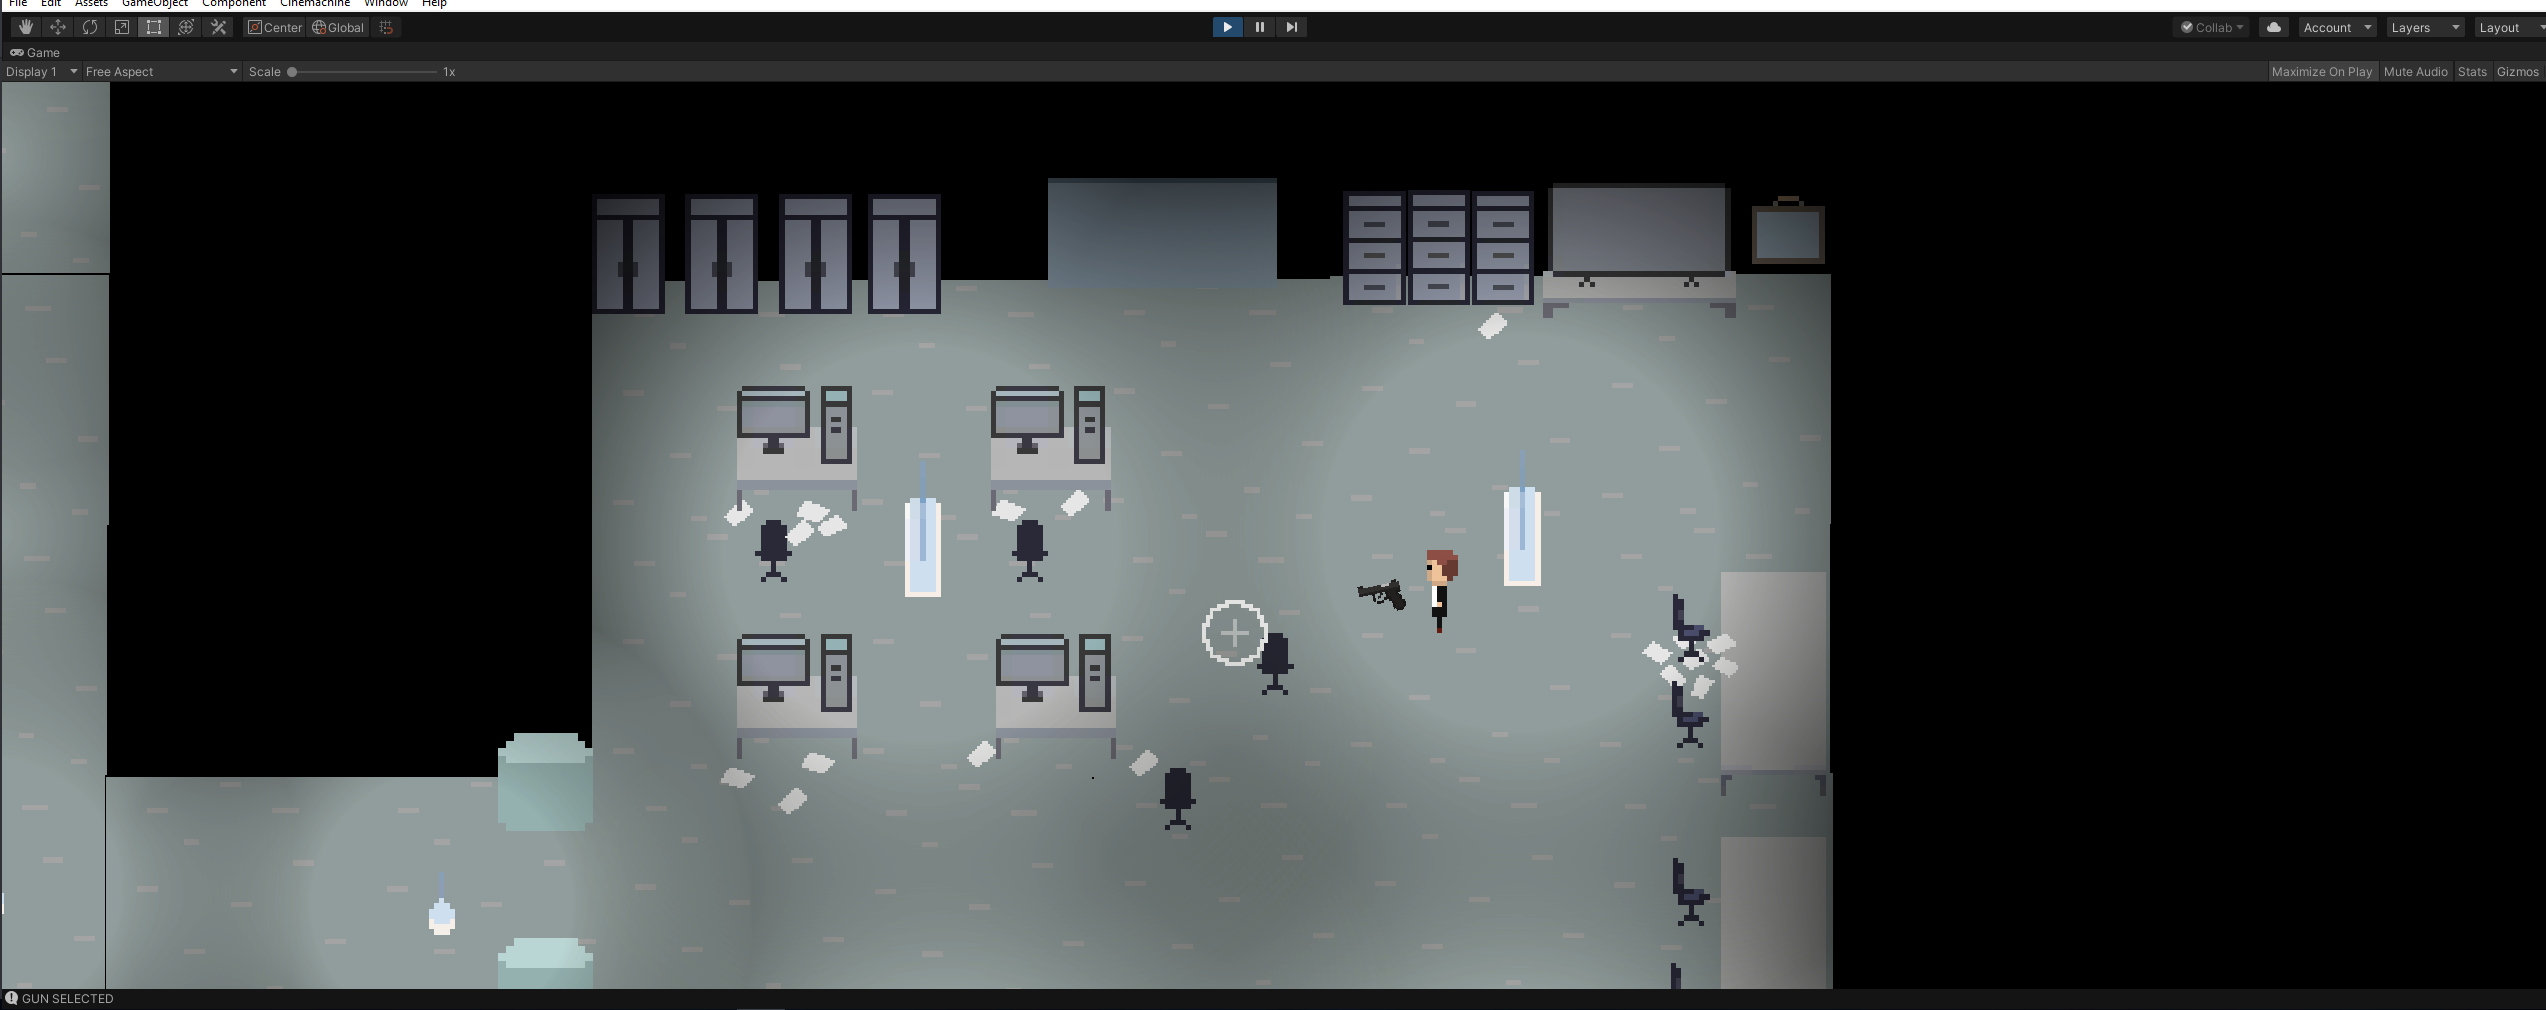 File Edit Assets GameObject Component Cinemachine Window Help
Center Global Collab Account Layers Layout
Game
Display 1 Free Aspect Scale 1x Maximize On Play Mute Audio Stats Gizmos
GUN SELECTED